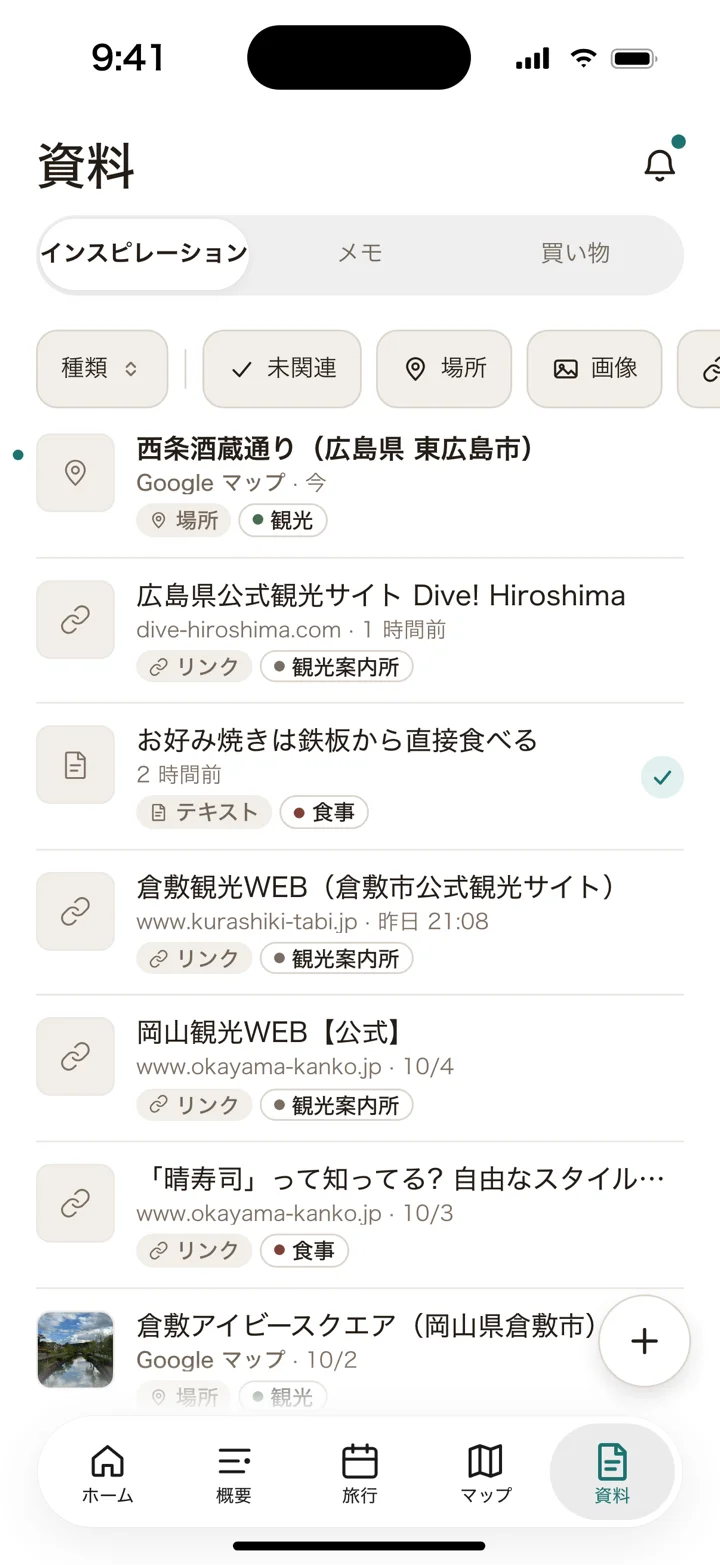 9:41
資料
インスピレーション
メモ
買い物
種類
未関連
場所
画像
西条酒蔵通り（広島県 東広島市）
Google マップ · 今
場所
観光
広島県公式観光サイト Dive! Hiroshima
dive-hiroshima.com · 1 時間前
リンク
観光案内所
お好み焼きは鉄板から直接食べる
2 時間前
テキスト
食事
倉敷観光WEB（倉敷市公式観光サイト）
www.kurashiki-tabi.jp · 昨日 21:08
リンク
観光案内所
岡山観光WEB【公式】
www.okayama-kanko.jp · 10/4
リンク
観光案内所
「晴寿司」って知ってる? 自由なスタイル…
www.okayama-kanko.jp · 10/3
リンク
食事
倉敷アイビースクエア（岡山県倉敷市）
Google マップ · 10/2
場所
観光
ホーム
概要
旅行
マップ
資料